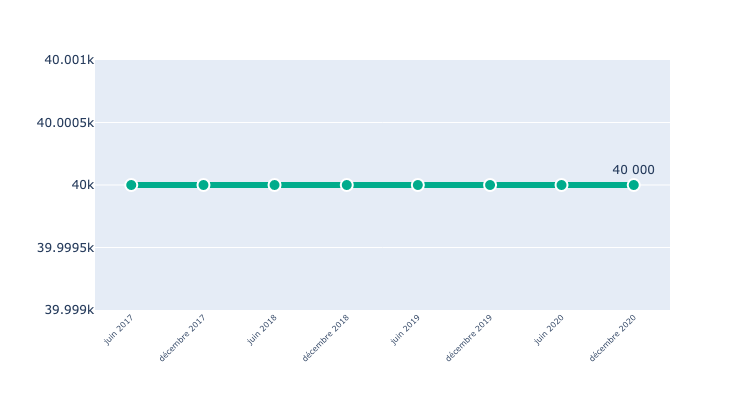 40.001k
40.0005k
40 000
40k
39.9995k
39.999k
juin 2017
décembre 2017
juin 2018
décembre 2018
juin 2019
décembre 2019
juin 2020
décembre 2020